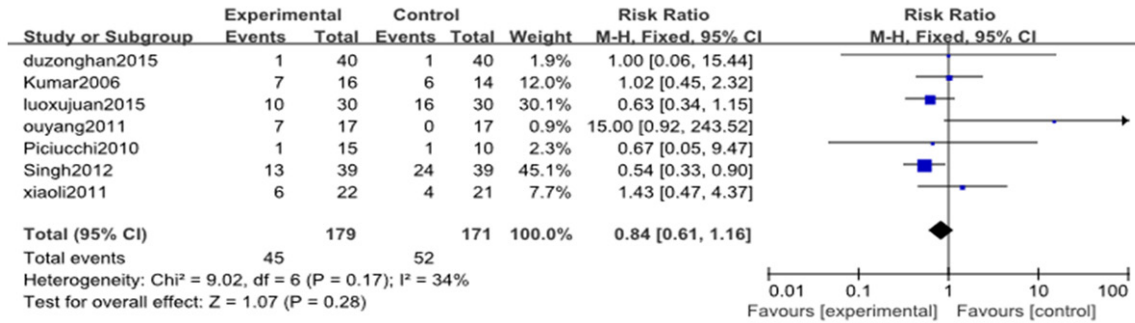 Experimental Control Risk Ratio Risk Ratio
Study or Subgroup Events Total Events Total Weight M-H, Fixed, 95% CI M-H, Fixed, 95% CI
duzonghan2015 1 40 1 40 1.9% 1.00 [0.06, 15.44]
Kumar2006 7 16 6 14 12.0% 1.02 [0.45, 2.32]
luoxujuan2015 10 30 16 30 30.1% 0.63 [0.34, 1.15]
ouyang2011 7 17 0 17 0.9% 15.00 [0.92, 243.52]
Piciucchi2010 1 15 1 10 2.3% 0.67 [0.05, 9.47]
Singh2012 13 39 24 39 45.1% 0.54 [0.33, 0.90]
xiaoli2011 6 22 4 21 7.7% 1.43 [0.47, 4.37]
Total (95% CI) 179 171 100.0% 0.84 [0.61, 1.16]
Total events 45 52
Heterogeneity: Chi² = 9.02, df = 6 (P = 0.17); I² = 34%
Test for overall effect: Z = 1.07 (P = 0.28)
0.01 0.1 1 10 100
Favours [experimental] Favours [control]